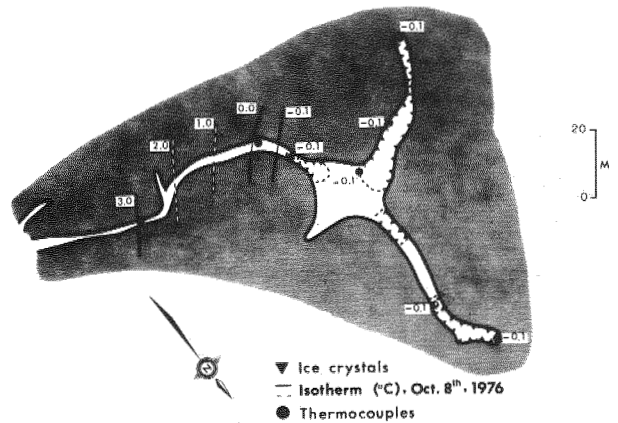 -0.1
0.0
-0.1
1.0
-0.1
2.0
-0.1
20
M
-0.1
3.0
0
-0.1
-0.1
N
Ice crystals
Isotherm (°C), Oct. 8th, 1976
Thermocouples